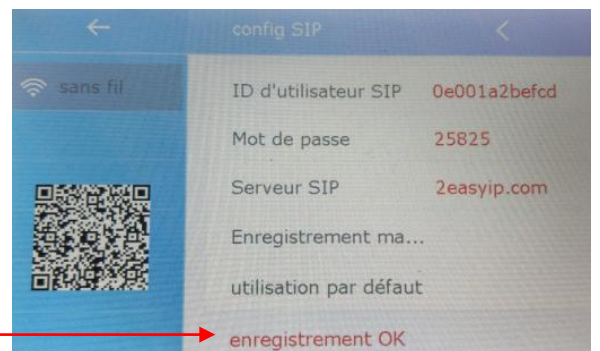 config SIP
sans fil
ID d'utilisateur SIP 0e001a2befcd
Mot de passe 25825
Serveur SIP 2easyip.com
Enregistrement ma...
utilisation par défaut
enregistrement OK